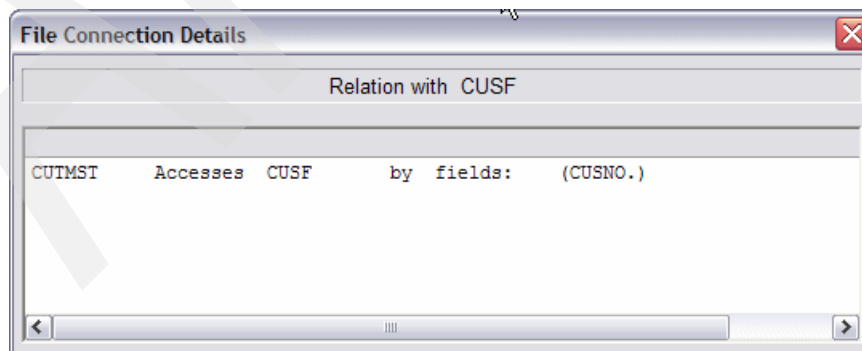 File Connection Details
Relation with CUSF
CUTMST Accesses CUSF by fields: (CUSNO.)